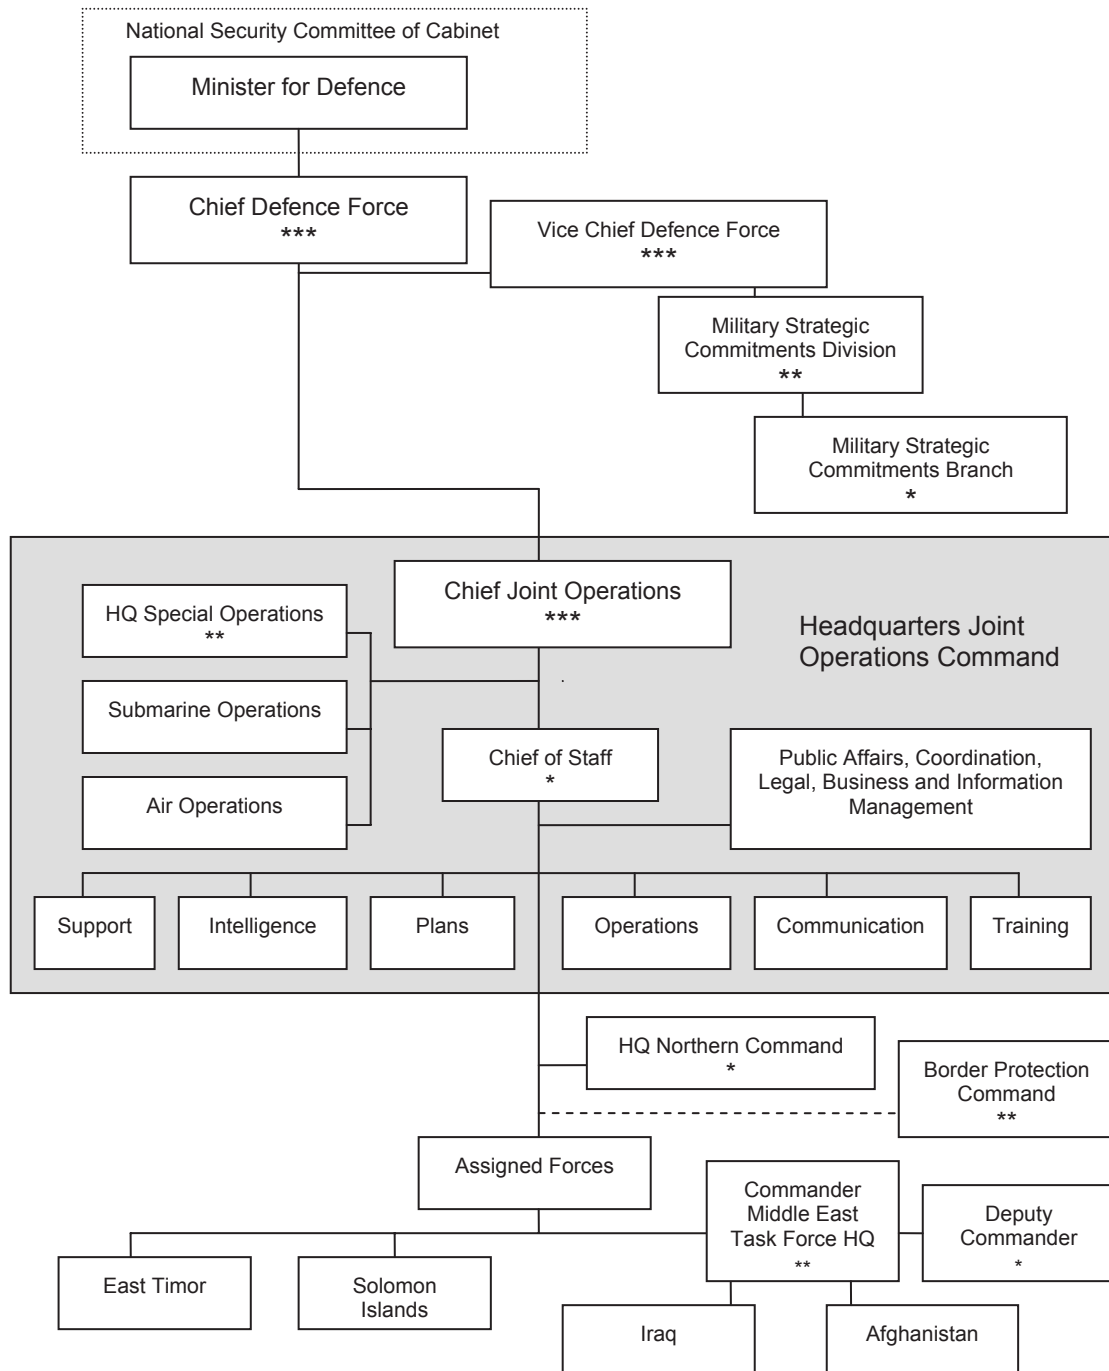 National Security Committee of Cabinet
Minister for Defence
Chief Defence Force
***
Vice Chief Defence Force
***
Military Strategic
Commitments Division
**
Military Strategic
Commitments Branch
*
Chief Joint Operations
***
HQ Special Operations
**
Headquarters Joint
Operations Command
Submarine Operations
Chief of Staff
*
Public Affairs, Coordination,
Legal, Business and Information
Management
Air Operations
Support
Intelligence
Plans
Operations
Communication
Training
HQ Northern Command
*
Border Protection
Command
**
Assigned Forces
Commander
Middle East
Task Force HQ
**
Deputy
Commander
*
East Timor
Solomon
Islands
Iraq
Afghanistan